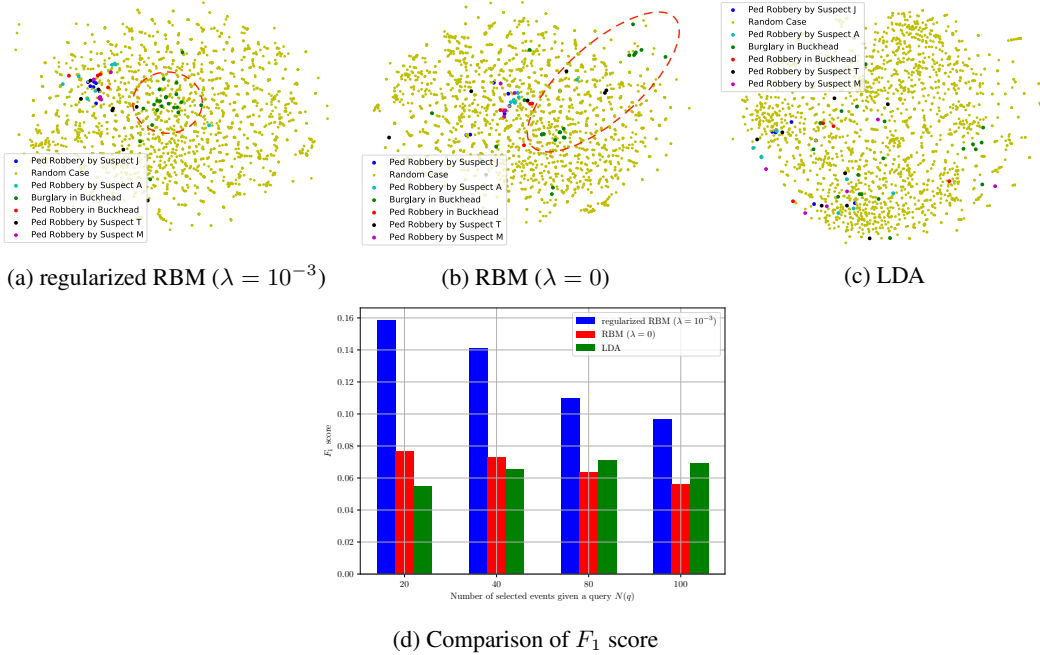 Ped Robbery by Suspect J
Random Case
Ped Robbery by Suspect A
Burglary in Buckhead
Ped Robbery in Buckhead
Ped Robbery by Suspect T
Ped Robbery by Suspect M
(a) regularized RBM (λ = 10⁻³)
Ped Robbery by Suspect J
Random Case
Ped Robbery by Suspect A
Burglary in Buckhead
Ped Robbery in Buckhead
Ped Robbery by Suspect T
Ped Robbery by Suspect M
(b) RBM (λ = 0)
Ped Robbery by Suspect J
Random Case
Ped Robbery by Suspect A
Burglary in Buckhead
Ped Robbery in Buckhead
Ped Robbery by Suspect T
Ped Robbery by Suspect M
(c) LDA
regularized RBM (λ = 10⁻³)
RBM (λ = 0)
LDA
F₁ score
0.16
0.14
0.12
0.10
0.08
0.06
0.04
0.02
0.00
20
40
80
100
Number of selected events given a query N(q)
(d) Comparison of F₁ score